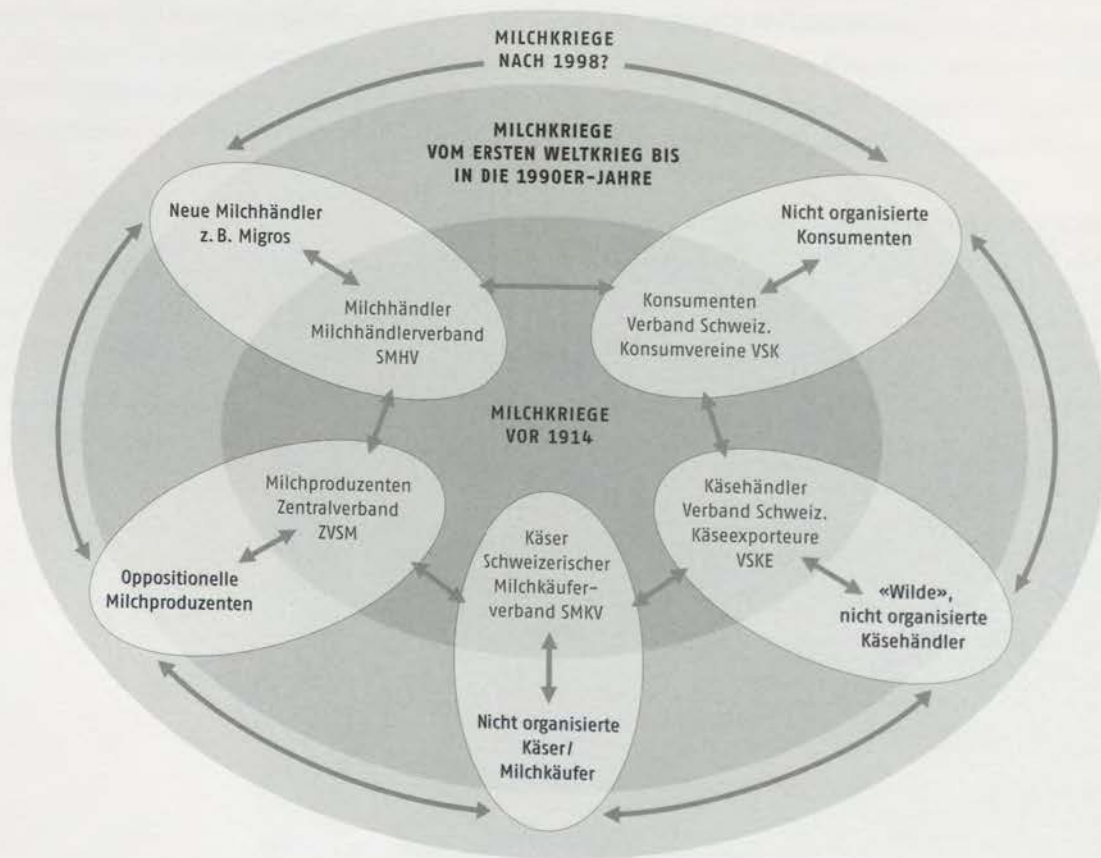 MILCHKRIEGE
NACH 1998?
MILCHKRIEGE
VOM ERSTEN WELTKRIEG BIS
IN DIE 1990ER-JAHRE
Neue Milchhändler
z. B. Migros
Milchhändler
Milchhändlerverband
SMHV
Nicht organisierte
Konsumenten
Konsumenten
Verband Schweiz.
Konsumvereine VSK
MILCHKRIEGE
VOR 1914
Milchproduzenten
Zentralverband
ZVSM
Oppositionelle
Milchproduzenten
Käser
Schweizerischer
Milchkäufer-
verband SMKV
Nicht organisierte
Käser/
Milchkäufer
Käsehändler
Verband Schweiz.
Käseexporteure
VSKE
«Wilde»,
nicht organisierte
Käsehändler